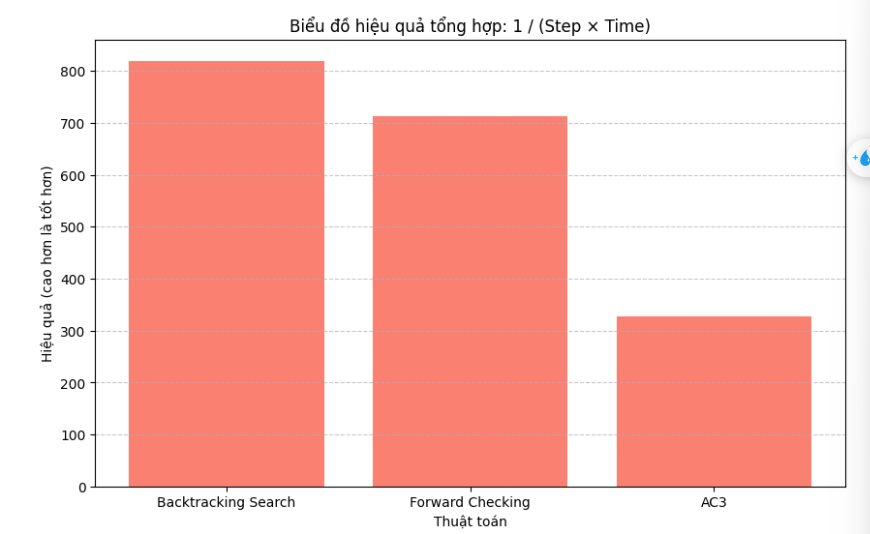 Biểu đồ hiệu quả tổng hợp: 1 / (Step × Time)
Hiệu quả (cao hơn là tốt hơn)
800
700
600
500
400
300
200
100
0
Backtracking Search
Forward Checking
AC3
Thuật toán